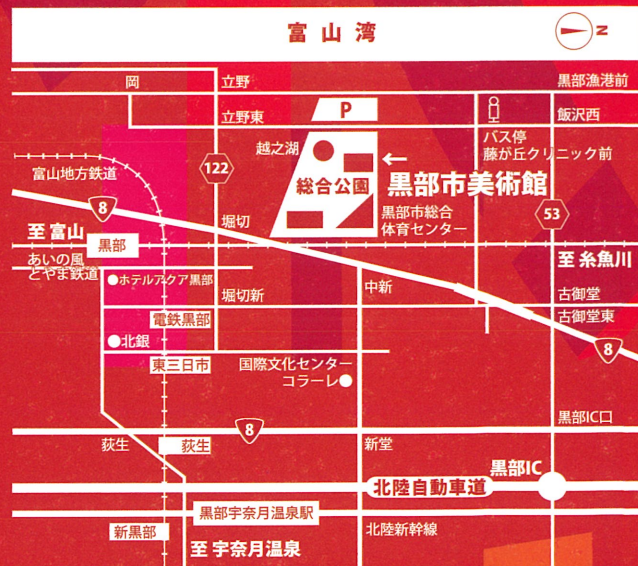 富山湾
N
岡
立野
黒部漁港前
立野東
P
飯沢西
バス停
藤が丘クリニック前
越之湖
富山地方鉄道
122
総合公園
←
黒部市美術館
8
黒部市総合
体育センター
53
至 富山
堀切
黒部
あいの風
とやま鉄道
至 糸魚川
ホテルアクア黒部
堀切新
中新
古御堂
電鉄黒部
古御堂東
北銀
8
東三日市
国際文化センター
コラーレ
黒部IC口
8
荻生
荻生
新堂
黒部IC
北陸自動車道
黒部宇奈月温泉駅
新黒部
北陸新幹線
至 宇奈月温泉